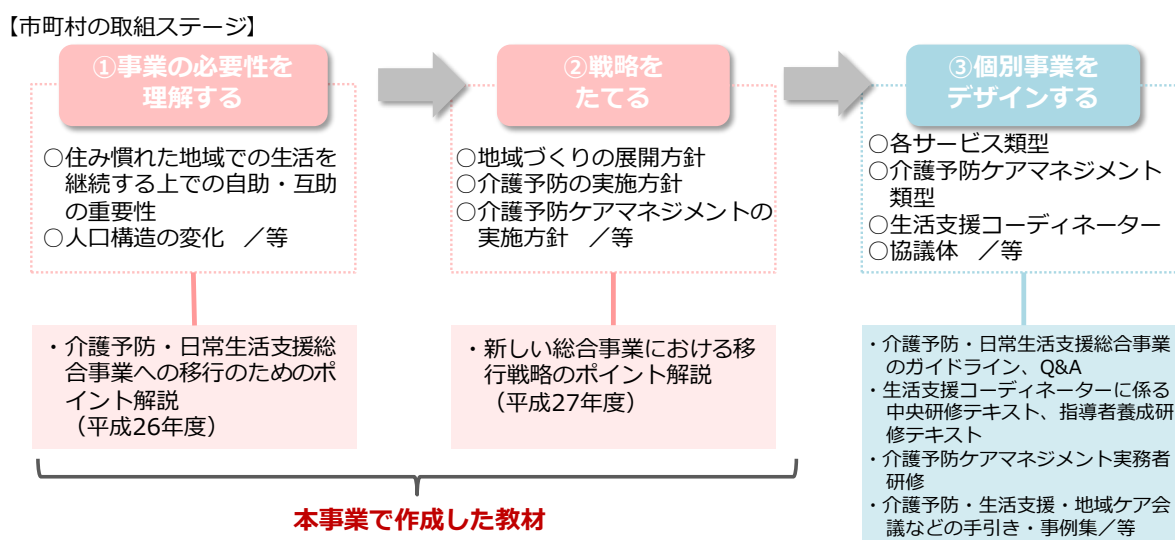 【市町村の取組ステージ】
①事業の必要性を
理解する
○住み慣れた地域での生活を
継続する上での自助・互助
の重要性
○人口構造の変化　／等
・介護予防・日常生活支援総
合事業への移行のためのポ
イント解説
（平成26年度）
②戦略を
たてる
○地域づくりの展開方針
○介護予防の実施方針
○介護予防ケアマネジメントの
実施方針　／等
・新しい総合事業における移
行戦略のポイント解説
（平成27年度）
③個別事業を
デザインする
○各サービス類型
○介護予防ケアマネジメント
類型
○生活支援コーディネーター
○協議体　／等
・介護予防・日常生活支援総合事業
のガイドライン、Q&A
・生活支援コーディネーターに係る
中央研修テキスト、指導者養成研
修テキスト
・介護予防ケアマネジメント実務者
研修
・介護予防・生活支援・地域ケア会
議などの手引き・事例集／等
本事業で作成した教材